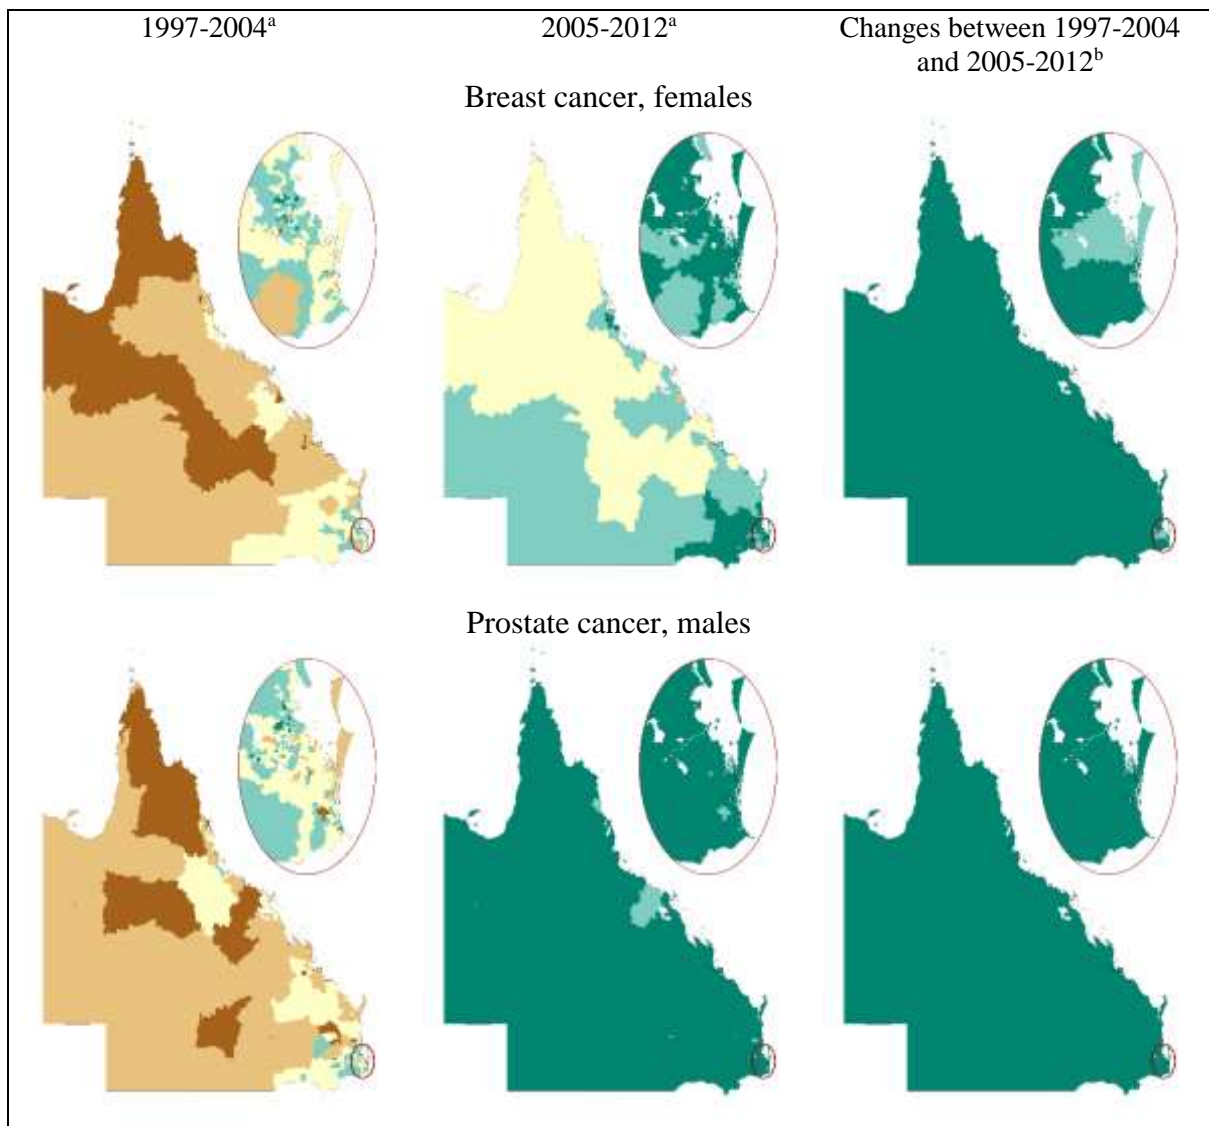 1997-2004ᵃ
2005-2012ᵃ
Changes between 1997-2004
and 2005-2012ᵇ
Breast cancer, females
Prostate cancer, males